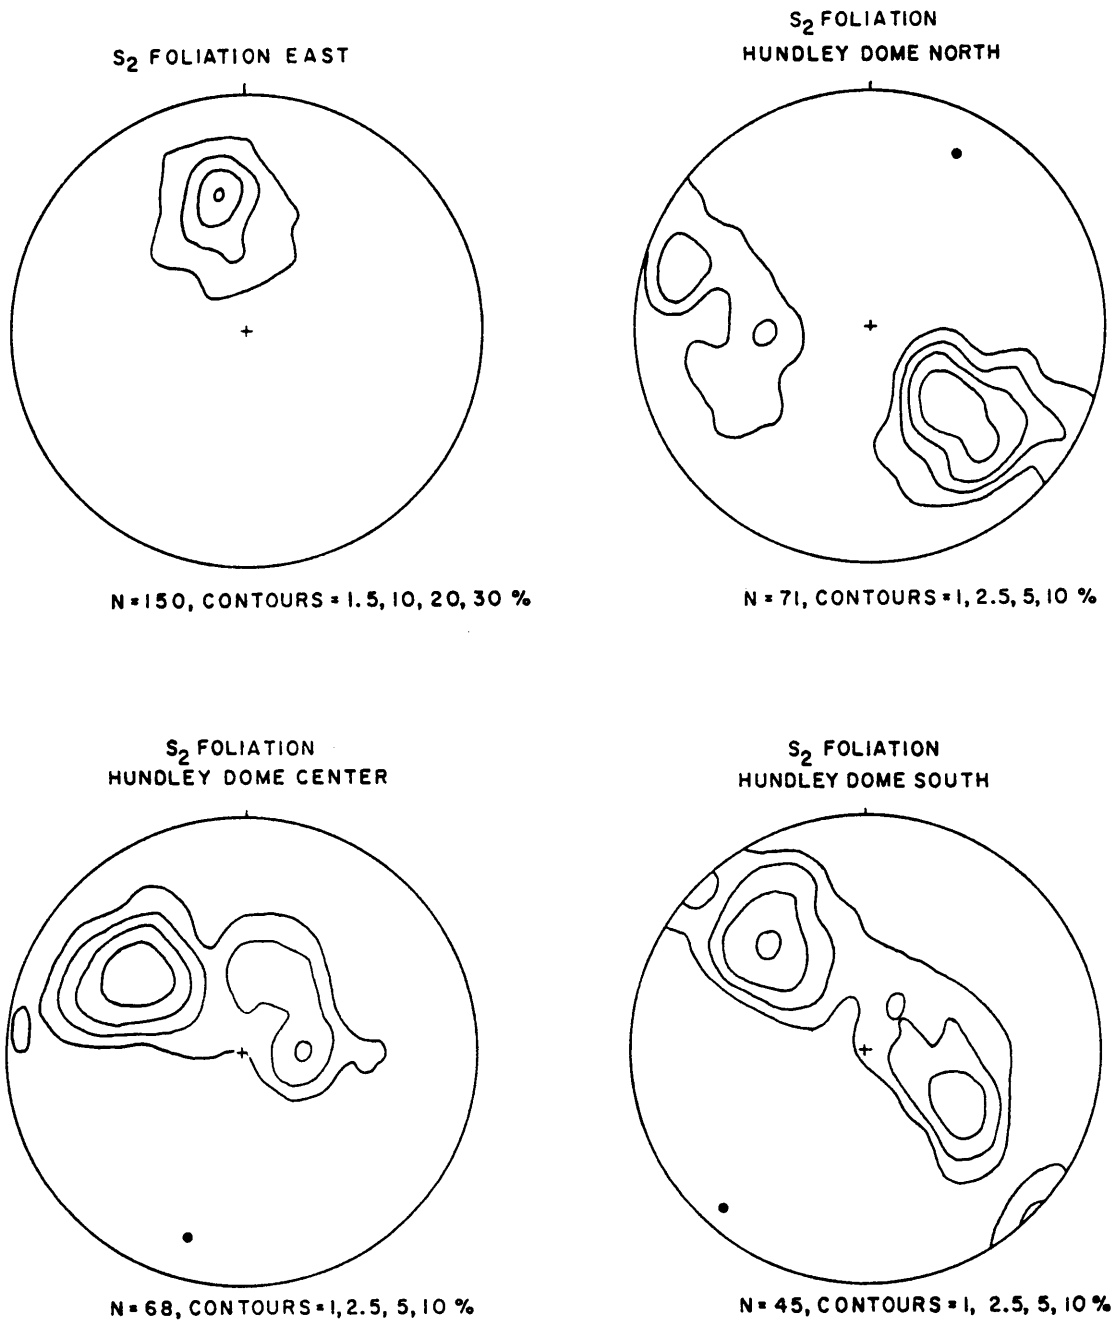 S2 FOLIATION EAST
N=150, CONTOURS = 1.5, 10, 20, 30 %
S2 FOLIATION
HUNDLEY DOME NORTH
N=71, CONTOURS =1, 2.5, 5, 10 %
S2 FOLIATION
HUNDLEY DOME CENTER
N=68, CONTOURS=1, 2.5, 5, 10 %
S2 FOLIATION
HUNDLEY DOME SOUTH
N=45, CONTOURS =1, 2.5, 5, 10 %